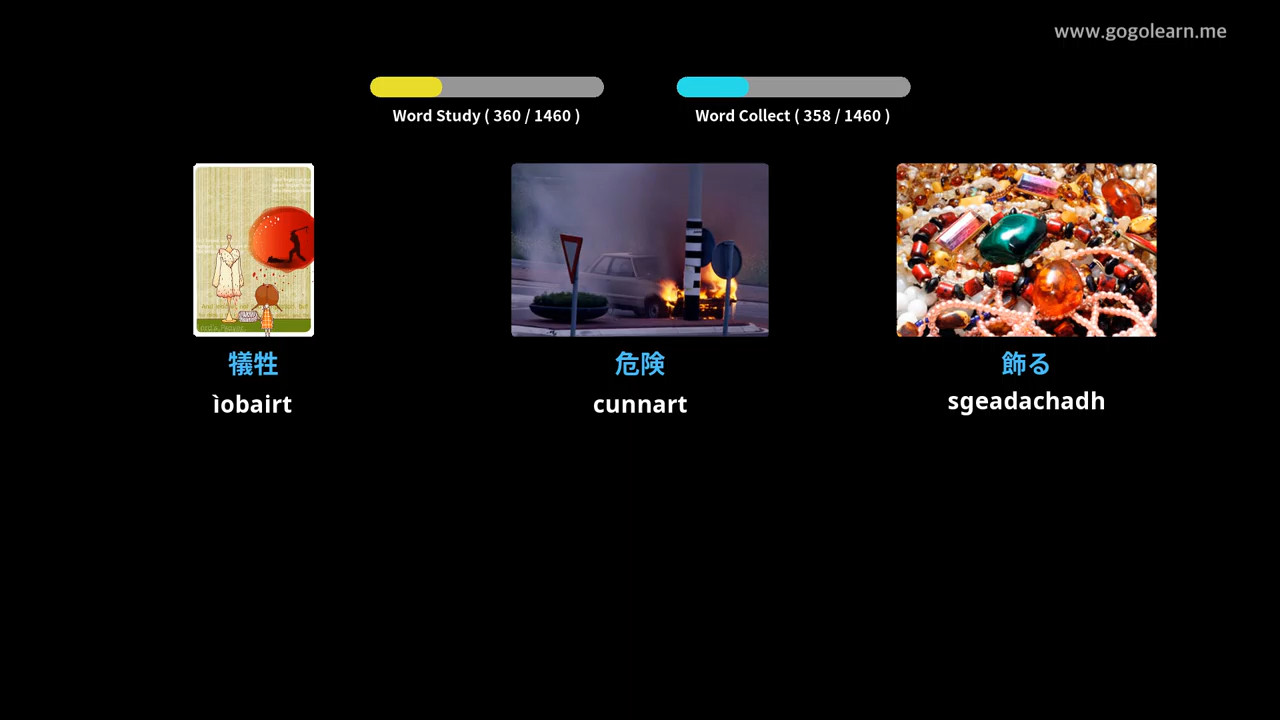 www.gogolearn.me
Word Study ( 360 / 1460 )
Word Collect ( 358 / 1460 )
犠牲
危険
飾る
ìobairt
cunnart
sgeadachadh